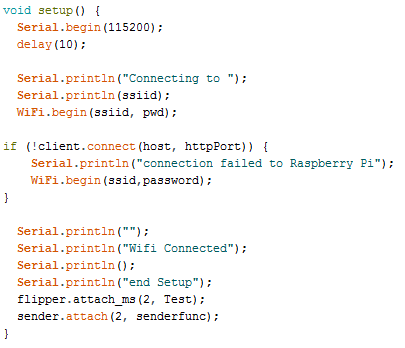 void setup() {
Serial.begin(115200);
delay(10);
Serial.println("Connecting to ");
Serial.println(ssiid);
WiFi.begin(ssiid, pwd);
if (!client.connect(host, httpPort)) {
Serial.println("connection failed to Raspberry Pi");
WiFi.begin(ssid,password);
}
Serial.println("");
Serial.println("Wifi Connected");
Serial.println();
Serial.println("end Setup");
flipper.attach_ms(2, Test);
sender.attach(2, senderfunc);
}